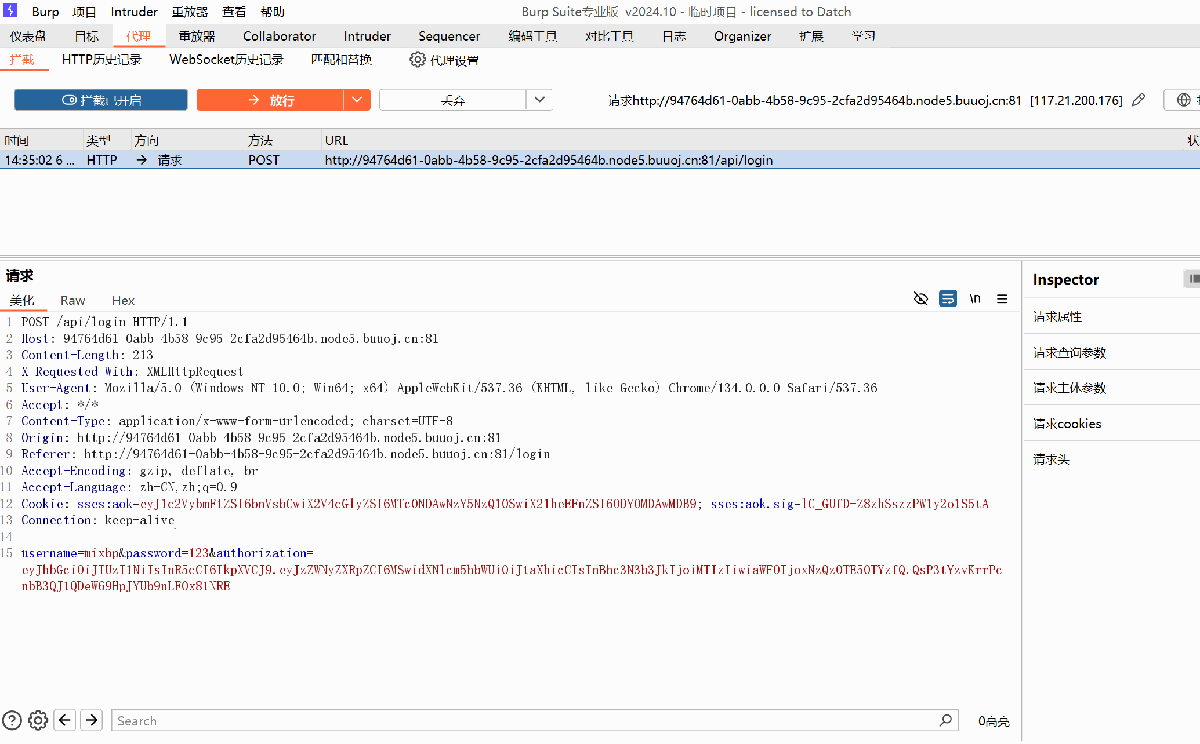 Burp 项目 Intruder 重放器 查看 帮助 Burp Suite专业版 v2024.10 - 临时项目 - licensed to Datch
仪表盘 目标 代理 重放器 Collaborator Intruder Sequencer 编码工具 对比工具 日志 Organizer 扩展 学习
拦截 HTTP历史记录 WebSocket历史记录 匹配和替换 代理设置
拦截已开启 放行 丢弃 请求http://94764d61-0abb-4b58-9c95-2cfa2d95464b.node5.buuoj.cn:81 [117.21.200.176]
时间 类型 方向 方法 URL 状
14:35:02 6 ... HTTP → 请求 POST http://94764d61-0abb-4b58-9c95-2cfa2d95464b.node5.buuoj.cn:81/api/login
请求
美化 Raw Hex \n
1 POST /api/login HTTP/1.1
2 Host: 94764d61-0abb-4b58-9c95-2cfa2d95464b.node5.buuoj.cn:81
3 Content-Length: 213
4 X-Requested-With: XMLHttpRequest
5 User-Agent: Mozilla/5.0 (Windows NT 10.0; Win64; x64) AppleWebKit/537.36 (KHTML, like Gecko) Chrome/134.0.0.0 Safari/537.36
6 Accept: */*
7 Content-Type: application/x-www-form-urlencoded; charset=UTF-8
8 Origin: http://94764d61-0abb-4b58-9c95-2cfa2d95464b.node5.buuoj.cn:81
9 Referer: http://94764d61-0abb-4b58-9c95-2cfa2d95464b.node5.buuoj.cn:81/login
10 Accept-Encoding: gzip, deflate, br
11 Accept-Language: zh-CN,zh;q=0.9
12 Cookie: sses:aok= sses:aok.sig=
13 Connection: keep-alive
14
15 username=mixbp&password=123&authorization=
Inspector
请求属性
请求查询参数
请求主体参数
请求cookies
请求头
Search 0高亮